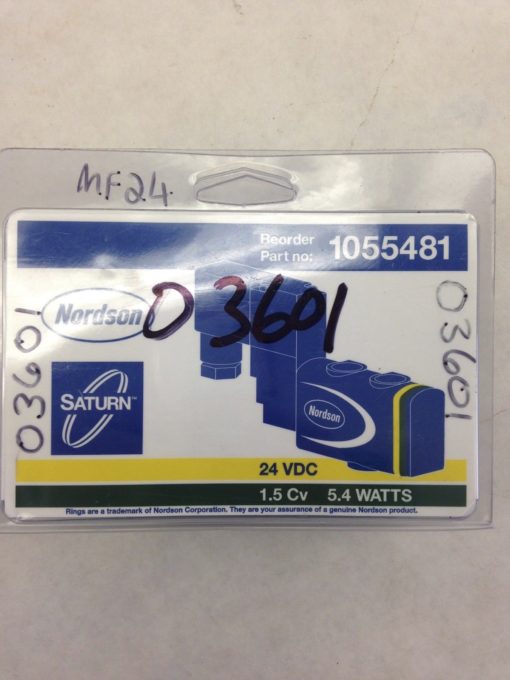 MF24
Reorder
Part no: 1055481
Nordson
03601
03601
03601
SATURN™
Nordson
24 VDC
1.5 Cv 5.4 WATTS
Rings are a trademark of Nordson Corporation. They are your assurance of a genuine Nordson product.